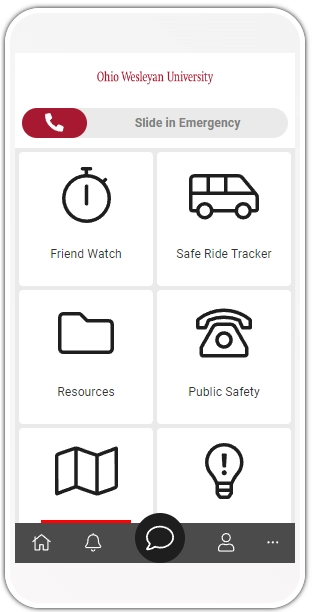 Ohio Wesleyan University
Slide in Emergency
Friend Watch
Safe Ride Tracker
Resources
Public Safety